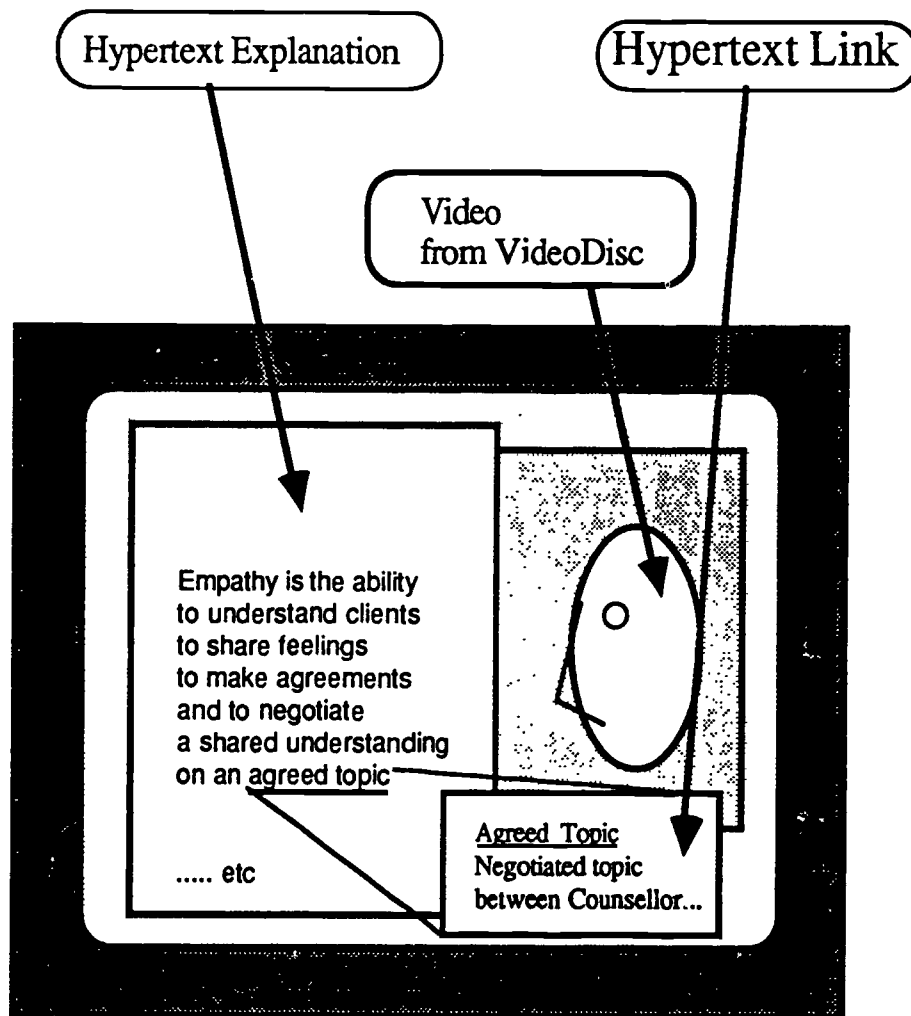 Hypertext Explanation
Hypertext Link
Video
from VideoDisc
Empathy is the ability
to understand clients
to share feelings
to make agreements
and to negotiate
a shared understanding
on an agreed topic
..... etc
Agreed Topic
Negotiated topic
between Counsellor...